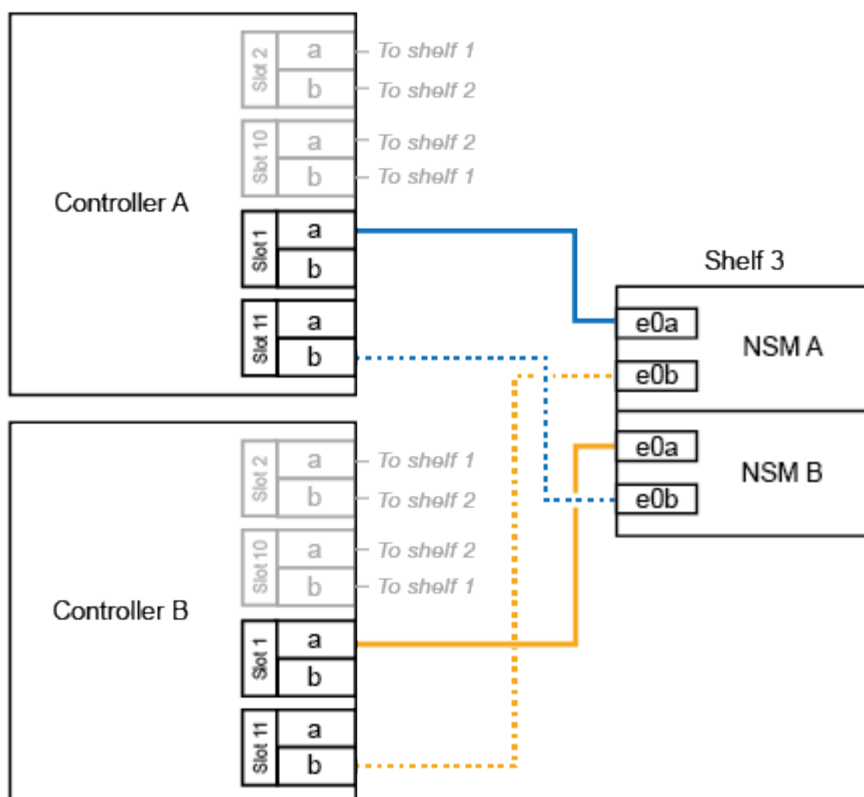 Controller A
Slot 2
a
To shelf 1
b
To shelf 2
Slot 10
a
To shelf 2
b
To shelf 1
Slot 1
a
b
Slot 11
a
b
Controller B
Slot 2
a
To shelf 1
b
To shelf 2
Slot 10
a
To shelf 2
b
To shelf 1
Slot 1
a
b
Slot 11
a
b
Shelf 3
e0a
NSM A
e0b
e0a
NSM B
e0b